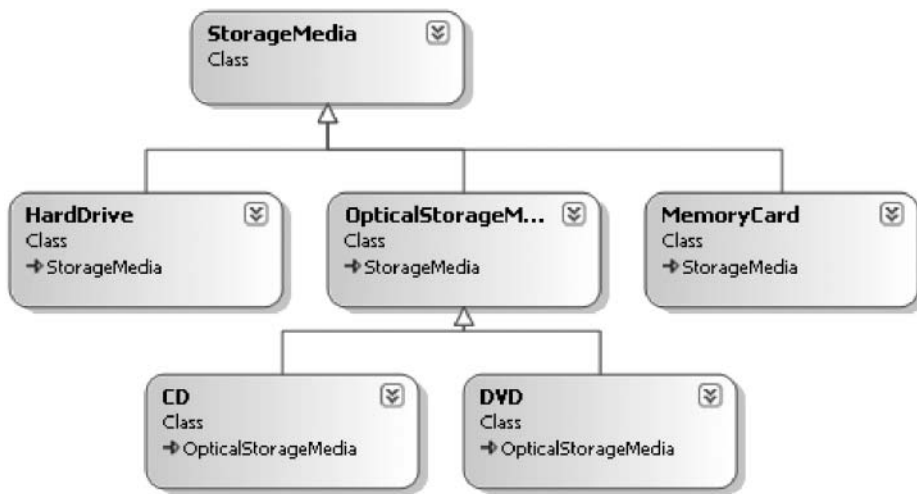 StorageMedia
Class
HardDrive
Class
StorageMedia
OpticalStorageM...
Class
StorageMedia
MemoryCard
Class
StorageMedia
CD
Class
OpticalStorageMedia
DVD
Class
OpticalStorageMedia